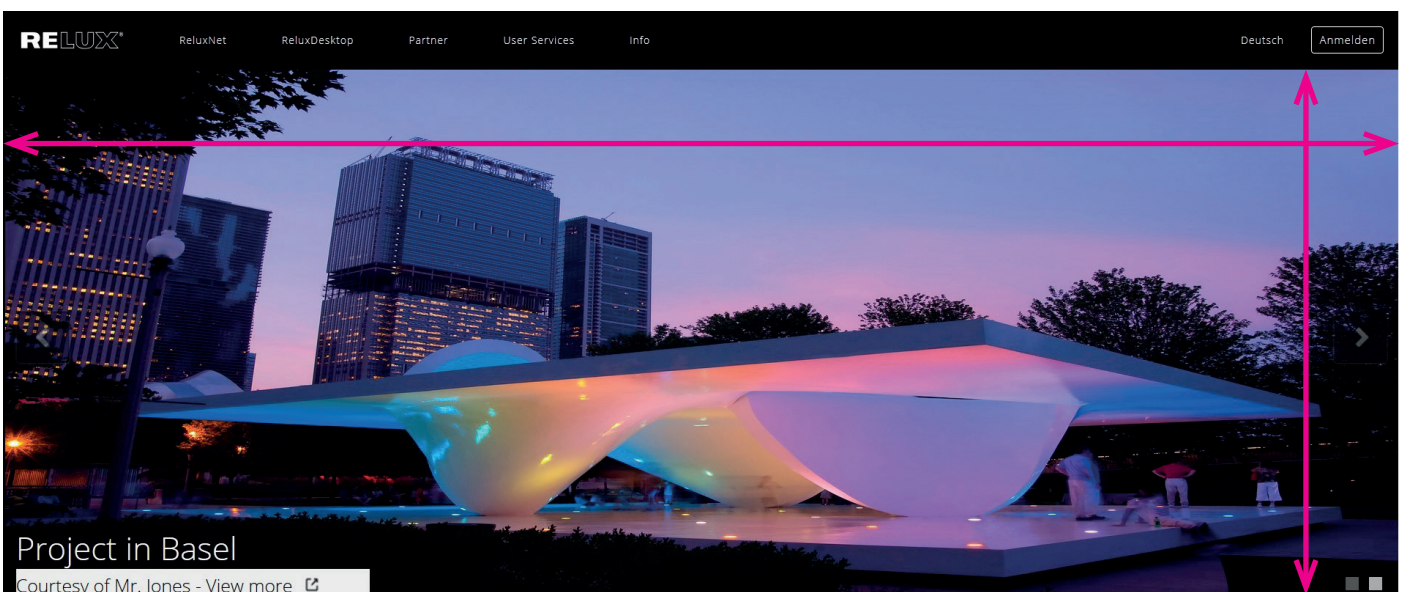 RELUX®
ReluxNet
ReluxDesktop
Partner
User Services
Info
Deutsch
Anmelden
Project in Basel
Courtesy of Mr. Jones - View more